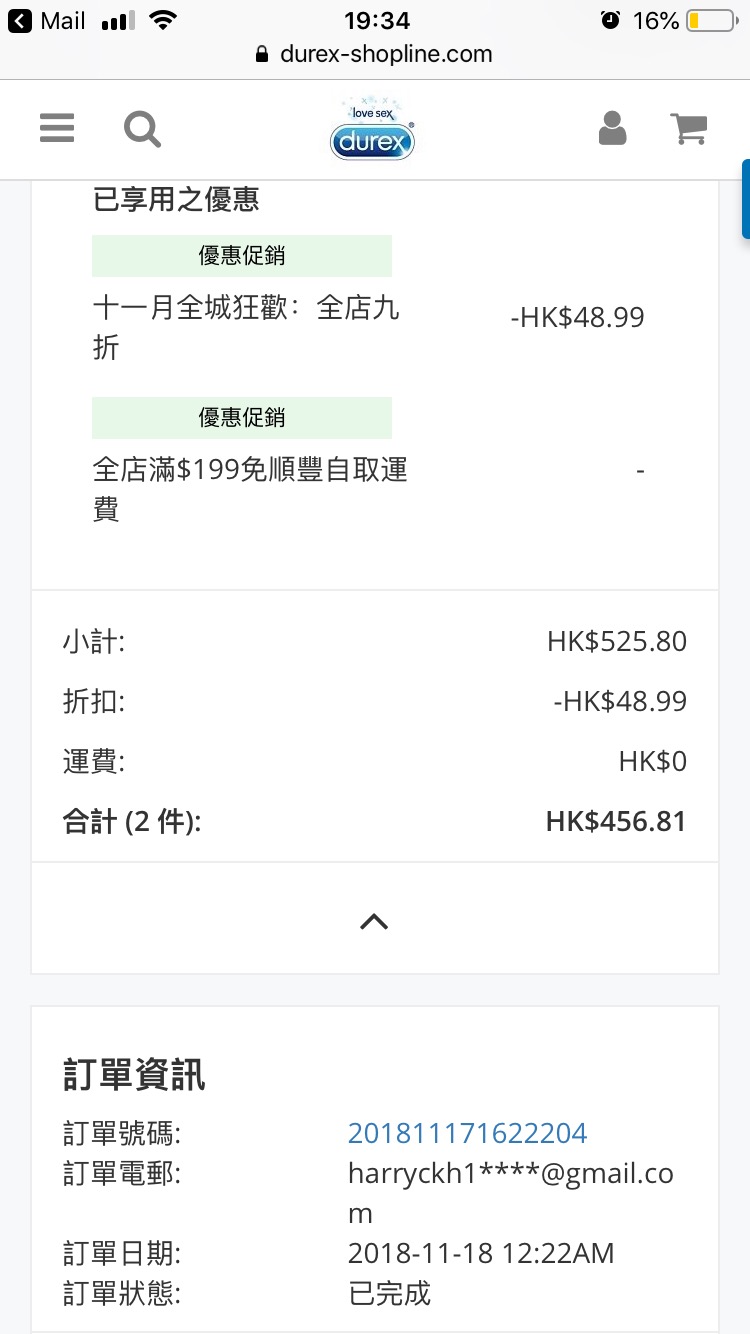 Mail 19:34 16%
durex-shopline.com
love sex
durex®
已享用之優惠
優惠促銷
十一月全城狂歡：全店九
折
-HK$48.99
優惠促銷
全店滿$199免順豐自取運
費
-
小計: HK$525.80
折扣: -HK$48.99
運費: HK$0
合計 (2 件): HK$456.81
訂單資訊
訂單號碼: 201811171622204
訂單電郵: harryckh1****@gmail.co
m
訂單日期: 2018-11-18 12:22AM
訂單狀態: 已完成